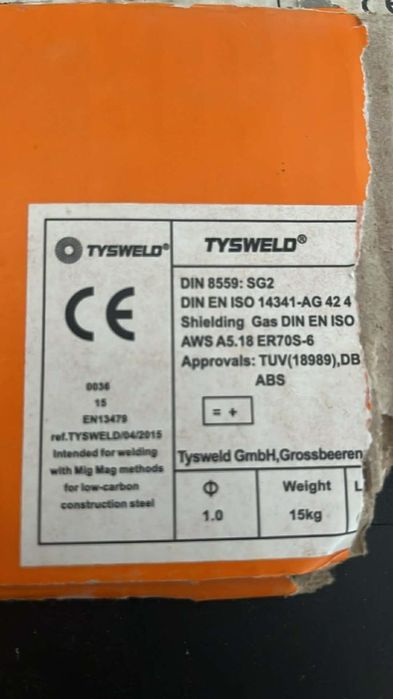 TYSWELD®
CE
0036
15
EN13479
ref.TYSWELD/04/2015
Intended for welding
with Mig Mag methods
for low-carbon
construction steel
TYSWELD®
DIN 8559: SG2
DIN EN ISO 14341-AG 42 4
Shielding Gas DIN EN ISO
AWS A5.18 ER70S-6
Approvals: TUV(18989),DB
ABS
= +
Tysweld GmbH,Grossbeeren
Φ Weight L
1.0 15kg